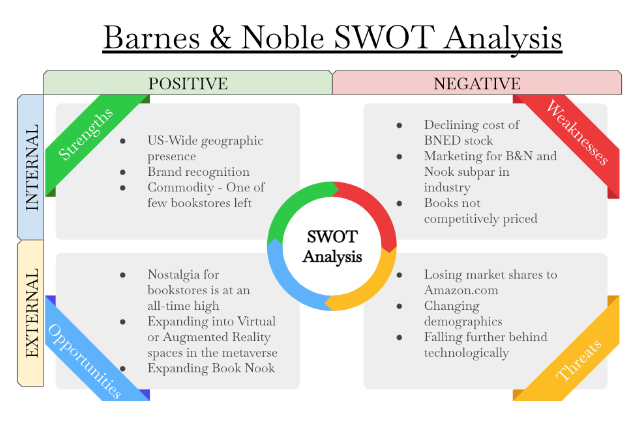 Barnes & Noble SWOT Analysis
POSITIVE
NEGATIVE
INTERNAL
Strengths
● US-Wide geographic
presence
● Brand recognition
● Commodity - One of
few bookstores left
Weaknesses
● Declining cost of
BNED stock
● Marketing for B&N and
Nook subpar in
industry
● Books not
competitively priced
SWOT
Analysis
EXTERNAL
Opportunities
● Nostalgia for
bookstores is at an
all-time high
● Expanding into Virtual
or Augmented Reality
spaces in the metaverse
● Expanding Book Nook
Threats
● Losing market shares to
Amazon.com
● Changing
demographics
● Falling further behind
technologically